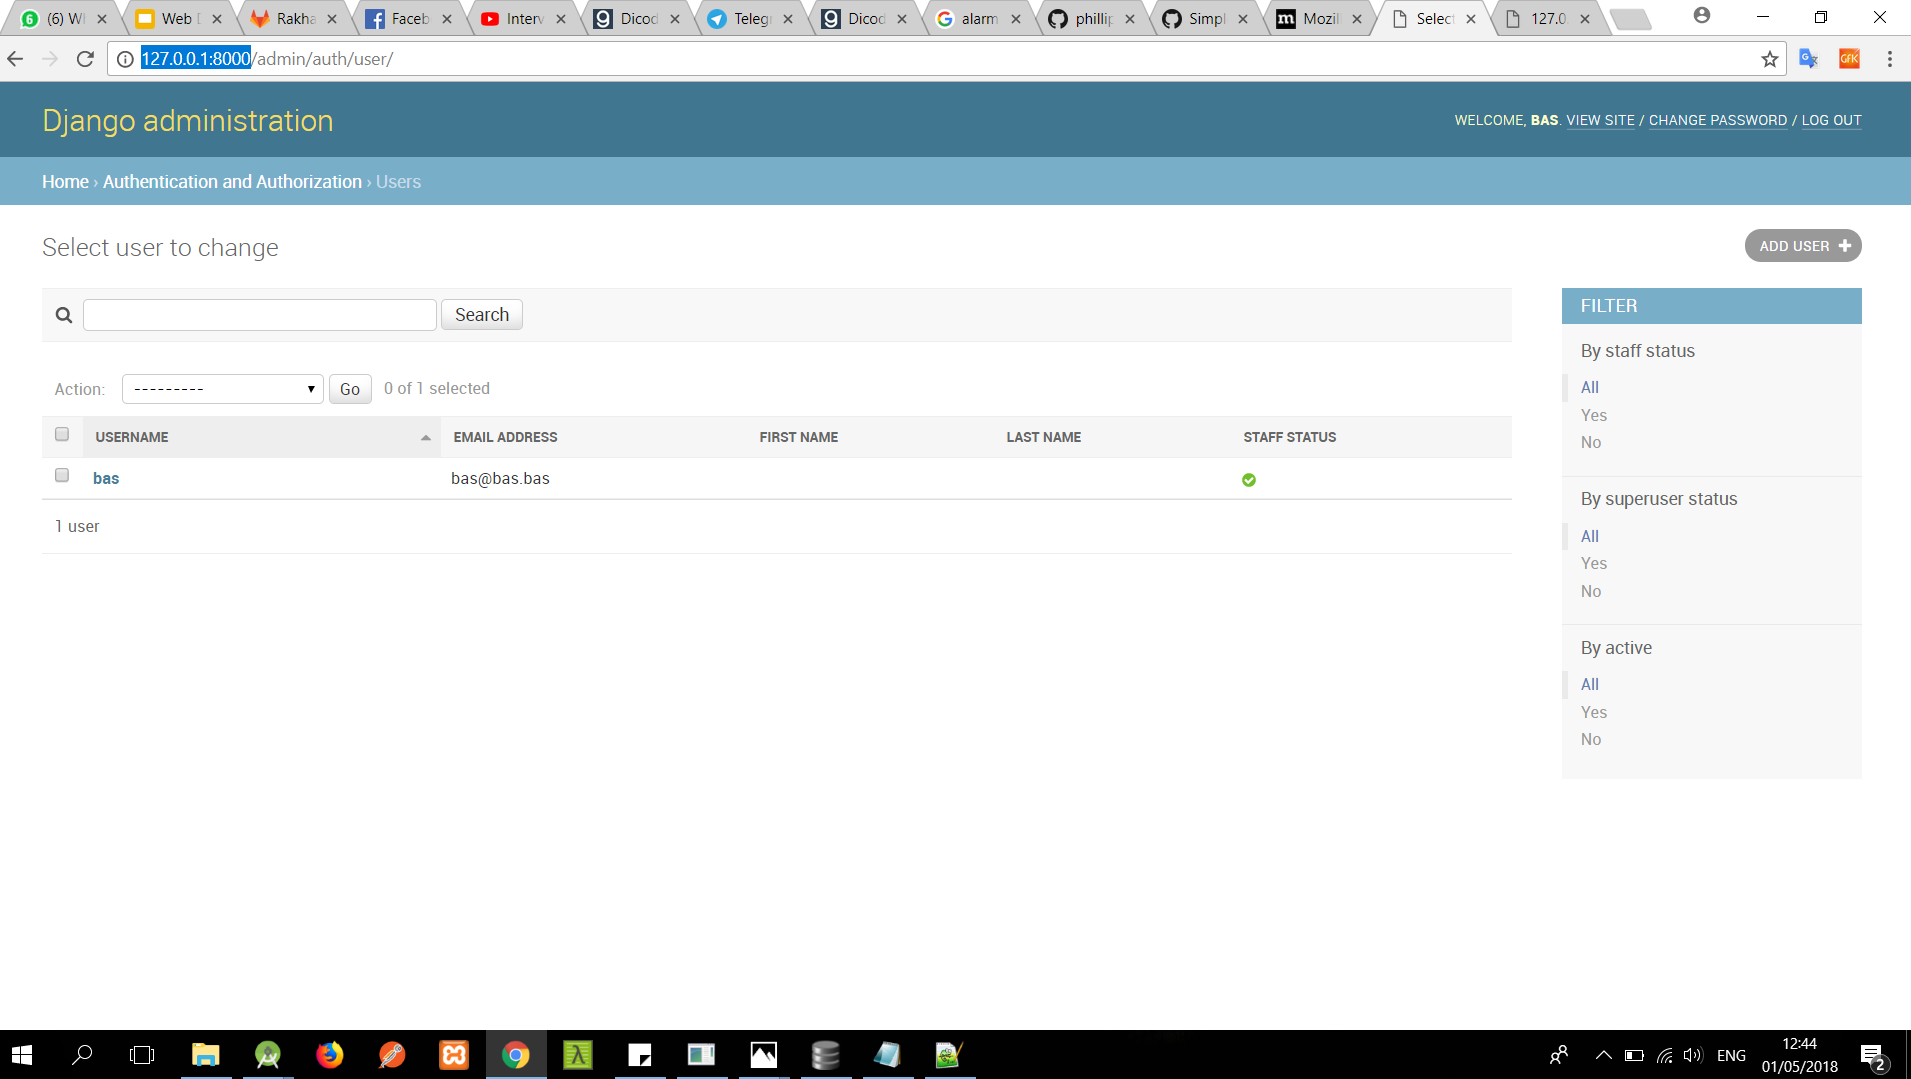 (6) Wl
Web D
Rakha
Faceb
Interv
Dicod
Telegr
Dicod
alarm
phillip
Simpl
Mozil
Select
127.0.
127.0.0.1:8000/admin/auth/user/
GfK
Django administration
WELCOME, BAS. VIEW SITE / CHANGE PASSWORD / LOG OUT
Home › Authentication and Authorization › Users
Select user to change
ADD USER
Search
FILTER
By staff status
All
Yes
No
By superuser status
All
Yes
No
By active
All
Yes
No
Action: --------- Go 0 of 1 selected
USERNAME EMAIL ADDRESS FIRST NAME LAST NAME STAFF STATUS
bas bas@bas.bas
1 user
ENG
12:44
01/05/2018
2